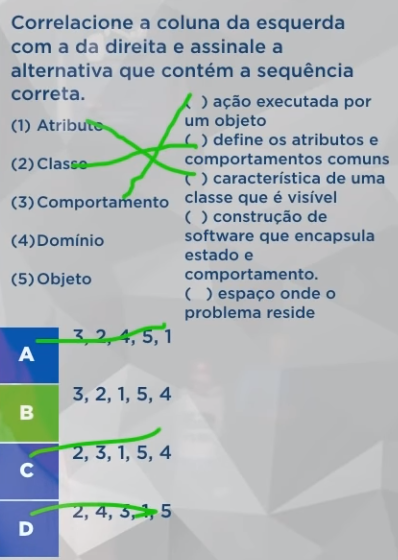 Correlacione a coluna da esquerda
com a da direita e assinale a
alternativa que contém a sequência
correta.
(1) Atributo
(2) Classe
(3) Comportamento
(4) Domínio
(5) Objeto
( ) ação executada por
um objeto
( ) define os atributos e
comportamentos comuns
( ) característica de uma
classe que é visível
( ) construção de
software que encapsula
estado e
comportamento.
( ) espaço onde o
problema reside
A 3, 2, 4, 5, 1
B 3, 2, 1, 5, 4
C 2, 3, 1, 5, 4
D 2, 4, 3, 1, 5